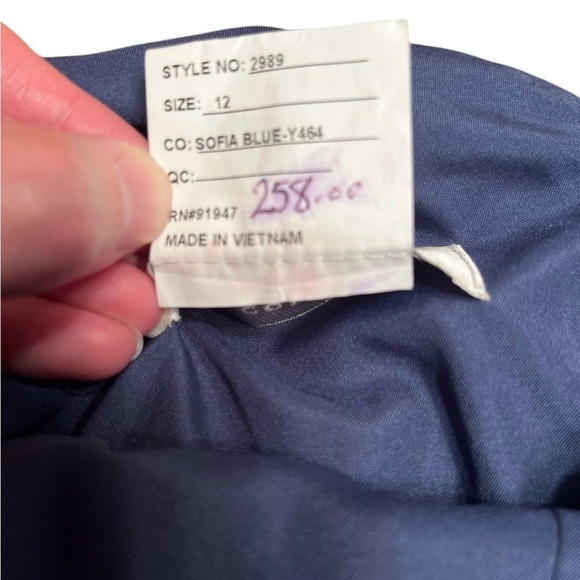 STYLE NO: 2989
SIZE: 12
CO: SOFIA BLUE-Y464
QC:
258.00
RN#91947
MADE IN VIETNAM